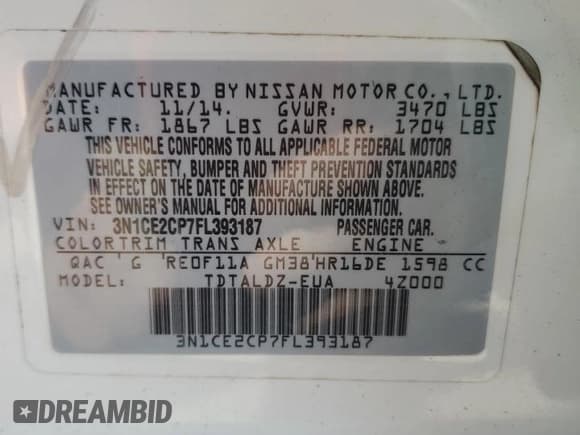 MANUFACTURED BY NISSAN MOTOR CO., LTD.
DATE: 11/14. GVWR: 3470 LBS
GAWR FR: 1867 LBS GAWR RR: 1704 LBS
THIS VEHICLE CONFORMS TO ALL APPLICABLE FEDERAL MOTOR
VEHICLE SAFETY, BUMPER AND THEFT PREVENTION STANDARDS
IN EFFECT ON THE DATE OF MANUFACTURE SHOWN ABOVE.
SEE OWNER'S MANUAL FOR ADDITIONAL INFORMATION.
VIN: 3N1CE2CP7FL393187 PASSENGER CAR.
COLOR TRIM TRANS AXLE ENGINE
QAC ' G 'RE0F11A GM38'HR16DE 1598 CC
MODEL: TDTALDZ-EUA 4Z000
3N1CE2CP7FL393187
DREAMBID